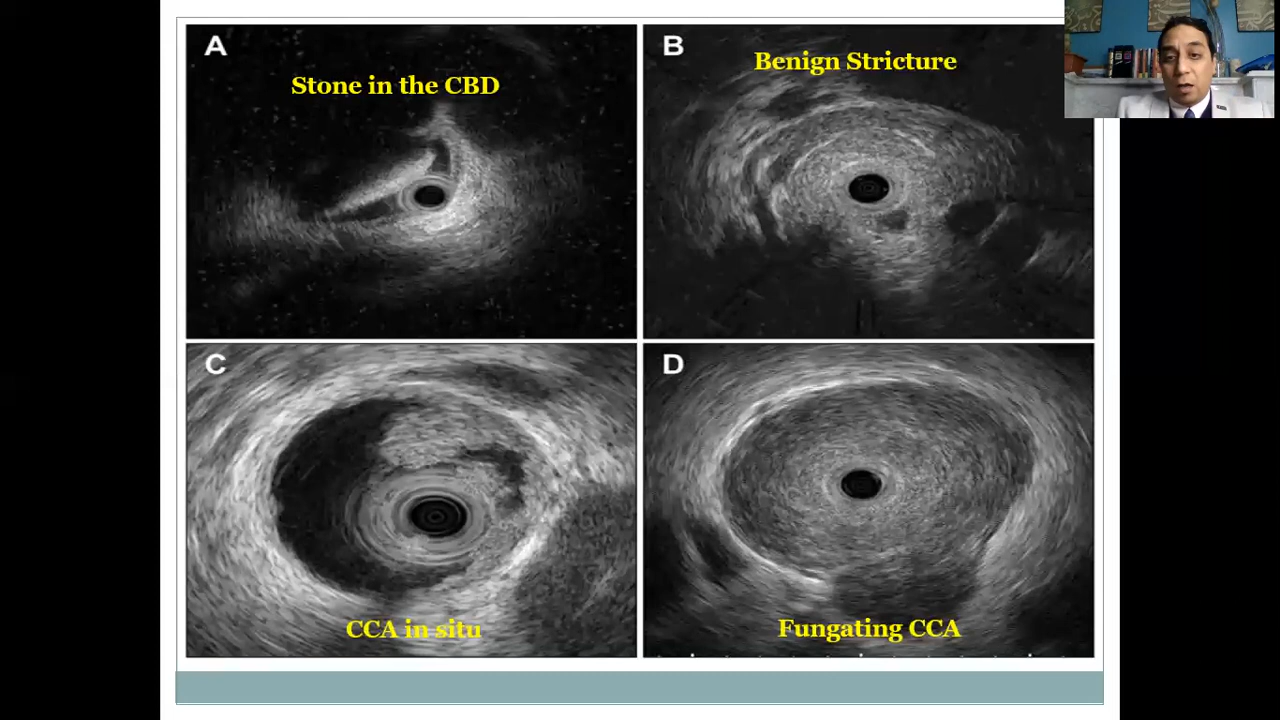 A
Stone in the CBD
B
Benign Stricture
C
CCA in situ
D
Fungating CCA